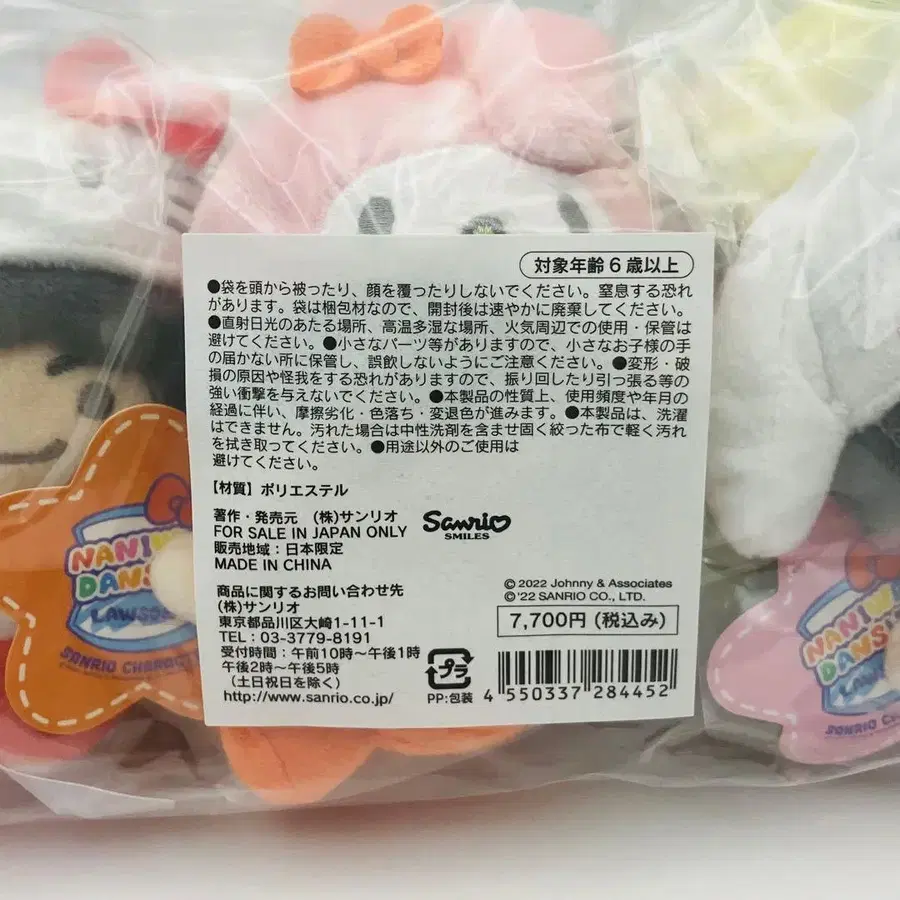 対象年齢6歳以上
●袋を頭から被ったり、顔を覆ったりしないでください。窒息する恐れ
があります。袋は梱包材なので、開封後は速やかに廃棄してください。
●直射日光のあたる場所、高温多湿な場所、火気周辺での使用・保管は
避けてください。●小さなパーツ等がありますので、小さなお子様の手
の届かない所に保管し、誤飲しないようにご注意ください。●変形・破
損の原因や怪我をする恐れがありますので、振り回したり引っ張る等の
強い衝撃を与えないでください。●本製品の性質上、使用頻度や年月の
経過に伴い、摩擦劣化・色落ち・変退色が進みます。●本製品は、洗濯
はできません。汚れた場合は中性洗剤を含ませ固く絞った布で軽く汚れ
を拭き取ってください。●用途以外のご使用は
避けてください。
【材質】ポリエステル
著作・発売元 (株)サンリオ
FOR SALE IN JAPAN ONLY
販売地域:日本限定
MADE IN CHINA
Sanrio
SMILES
商品に関するお問い合わせ先
(株)サンリオ
東京都品川区大崎1-11-1
TEL:03-3779-8191
受付時間:午前10時〜午後1時
午後2時〜午後5時
(土日祝日を除く)
http://www.sanrio.co.jp/
© 2022 Johnny & Associates
©'22 SANRIO CO., LTD.
7,700円(税込み)
プラ
PP:包装
4 550337 284452
DANS
LAWSO
SANRIO CHARACT
NANIW
DANS
LAW
SANRIO CH